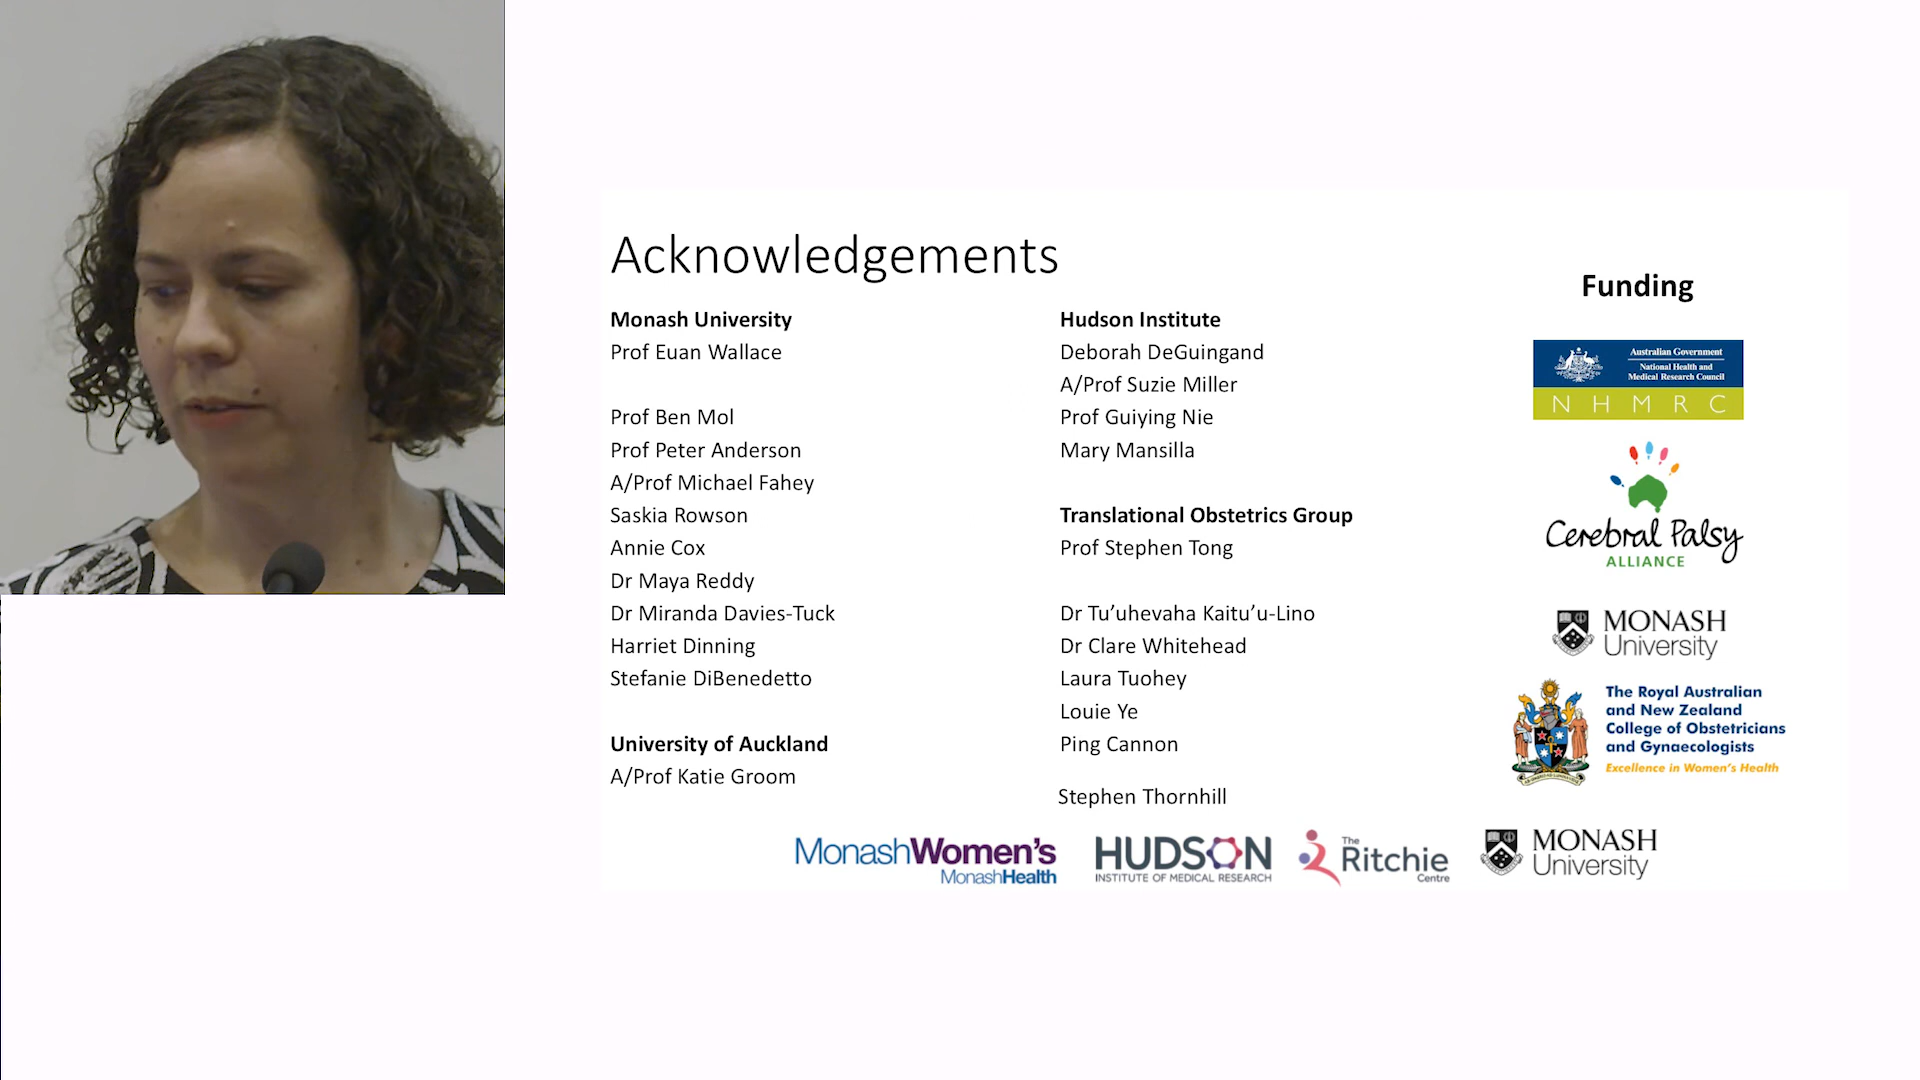 Acknowledgements
Monash University
Prof Euan Wallace
Prof Ben Mol
Prof Peter Anderson
A/Prof Michael Fahey
Saskia Rowson
Annie Cox
Dr Maya Reddy
Dr Miranda Davies-Tuck
Harriet Dinning
Stefanie DiBenedetto
University of Auckland
A/Prof Katie Groom
Hudson Institute
Deborah DeGuingand
A/Prof Suzie Miller
Prof Guiying Nie
Mary Mansilla
Translational Obstetrics Group
Prof Stephen Tong
Dr Tu’uhevaha Kaitu’u-Lino
Dr Clare Whitehead
Laura Tuohey
Louie Ye
Ping Cannon
Stephen Thornhill
Funding
Australian Government
National Health and
Medical Research Council
NHMRC
Cerebral Palsy
ALLIANCE
MONASH
University
The Royal Australian
and New Zealand
College of Obstetricians
and Gynaecologists
Excellence in Women's Health
MonashWomen's
MonashHealth
HUDSON
INSTITUTE OF MEDICAL RESEARCH
The
Ritchie
Centre
MONASH
University